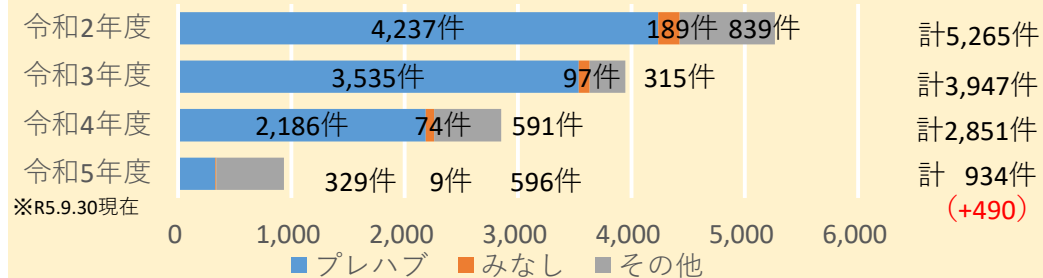 令和2年度 4,237件 189件 839件 計5,265件
令和3年度 3,535件 97件 315件 計3,947件
令和4年度 2,186件 74件 591件 計2,851件
令和5年度 329件 9件 596件 計 934件
※R5.9.30現在 (+490)
0 1,000 2,000 3,000 4,000 5,000 6,000
プレハブ みなし その他